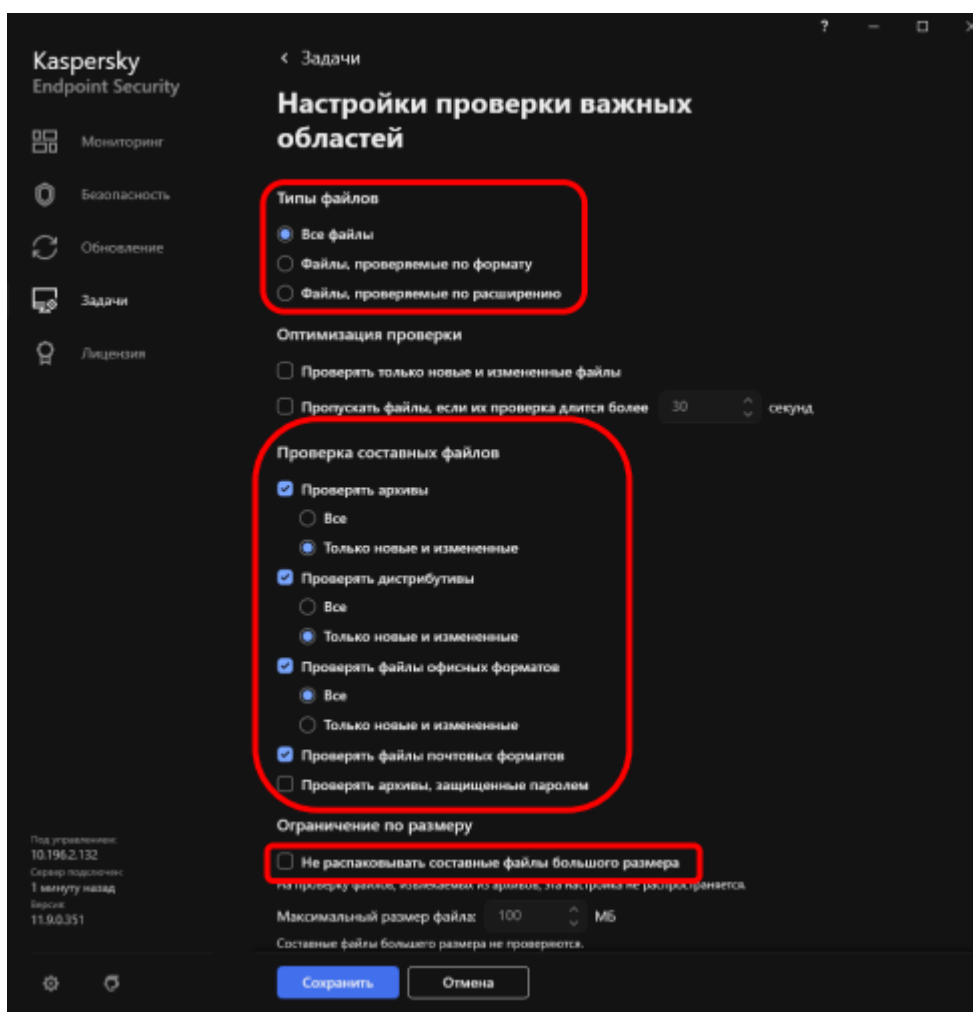 ?
Kaspersky
Endpoint Security
Мониторинг
Безопасность
Обновление
Задачи
Лицензия
Под управлением:
10.196.2.132
Сервер подключен:
1 минуту назад
Версия:
11.9.0.351
< Задачи
Настройки проверки важных
областей
Типы файлов
Все файлы
Файлы, проверяемые по формату
Файлы, проверяемые по расширению
Оптимизация проверки
Проверять только новые и измененные файлы
Пропускать файлы, если их проверка длится более 30 секунд
Проверка составных файлов
Проверять архивы
Все
Только новые и измененные
Проверять дистрибутивы
Все
Только новые и измененные
Проверять файлы офисных форматов
Все
Только новые и измененные
Проверять файлы почтовых форматов
Проверять архивы, защищенные паролем
Ограничение по размеру
Не распаковывать составные файлы большого размера
На проверку файлов, извлекаемых из архивов, эта настройка не распространяется.
Максимальный размер файла: 100 МБ
Составные файлы большего размера не проверяются.
Сохранить
Отмена